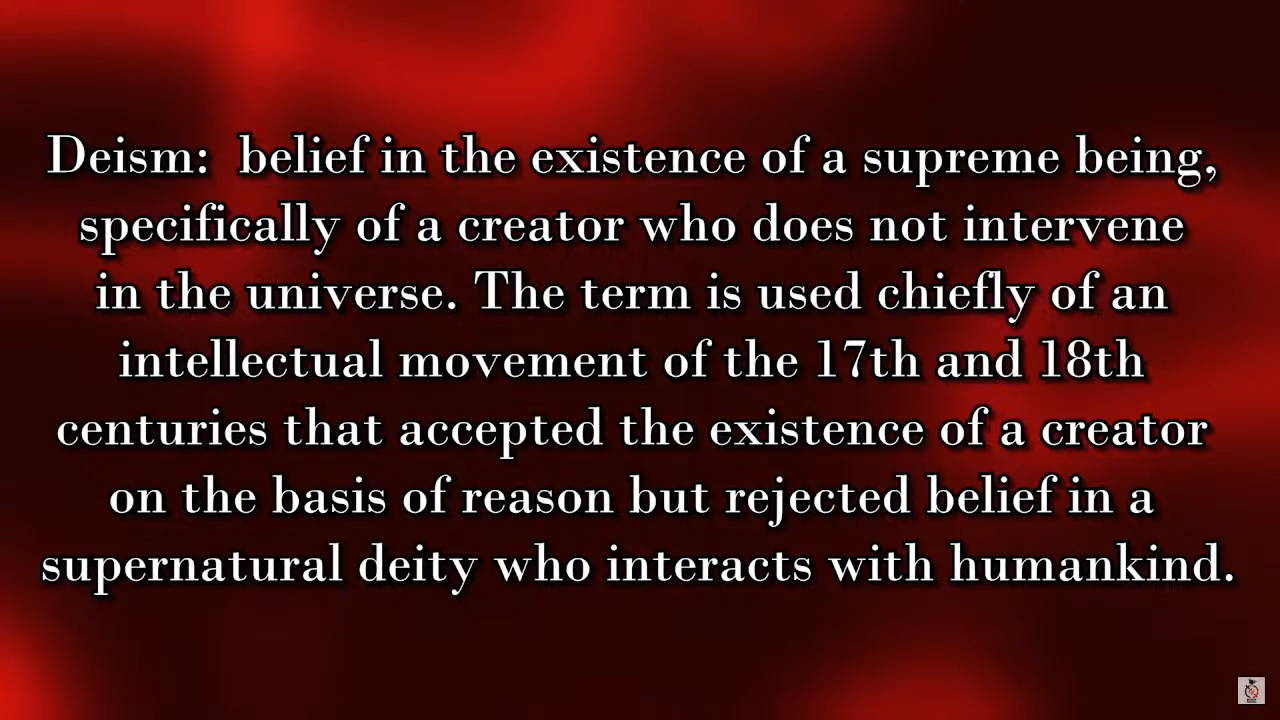 Deism:  belief in the existence of a supreme being,
specifically of a creator who does not intervene
in the universe. The term is used chiefly of an
intellectual movement of the 17th and 18th
centuries that accepted the existence of a creator
on the basis of reason but rejected belief in a
supernatural deity who interacts with humankind.